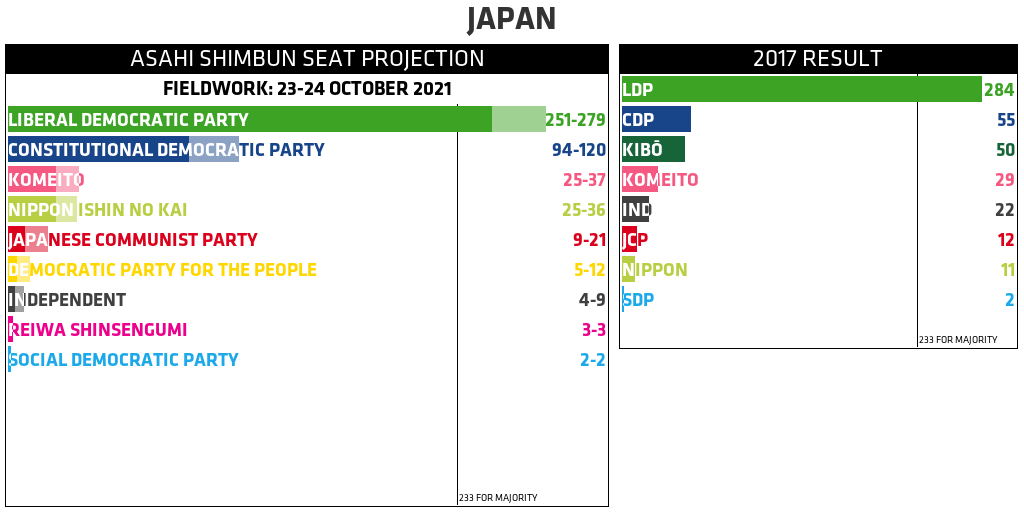 JAPAN
ASAHI SHIMBUN SEAT PROJECTION
FIELDWORK: 23-24 OCTOBER 2021
LIBERAL DEMOCRATIC PARTY 251-279
CONSTITUTIONAL DEMOCRATIC PARTY 94-120
KOMEITO 25-37
NIPPON ISHIN NO KAI 25-36
JAPANESE COMMUNIST PARTY 9-21
DEMOCRATIC PARTY FOR THE PEOPLE 5-12
INDEPENDENT 4-9
REIWA SHINSENGUMI 3-3
SOCIAL DEMOCRATIC PARTY 2-2
233 FOR MAJORITY
2017 RESULT
LDP 284
CDP 55
KIBŌ 50
KOMEITO 29
IND 22
JCP 12
NIPPON 11
SDP 2
233 FOR MAJORITY